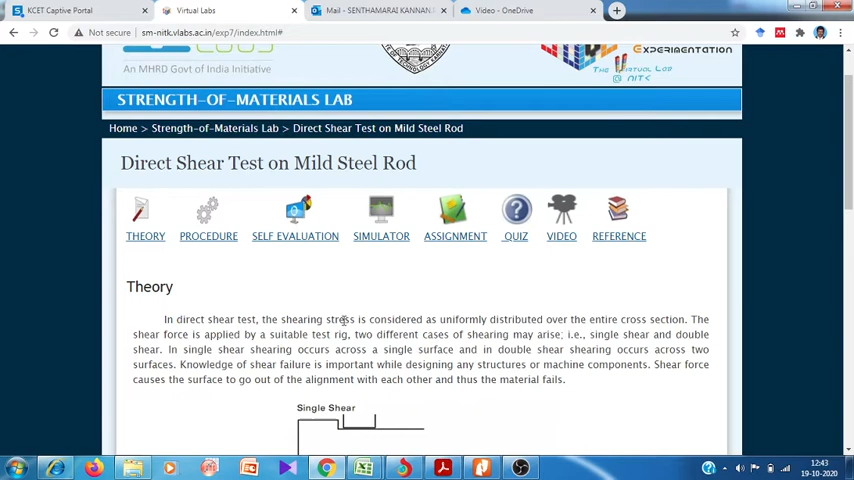 KCET Captive Portal
Virtual Labs
Mail - SENTHAMARAI KANNAN
Video - OneDrive
Not secure | sm-nitk.vlabs.ac.in/exp7/index.html#
An MHRD Govt of India Initiative
Experimentation
The Virtual Lab
@ NITK
STRENGTH-OF-MATERIALS LAB
Home > Strength-of-Materials Lab > Direct Shear Test on Mild Steel Rod
Direct Shear Test on Mild Steel Rod
THEORY PROCEDURE SELF EVALUATION SIMULATOR ASSIGNMENT QUIZ VIDEO REFERENCE
Theory
In direct shear test, the shearing stress is considered as uniformly distributed over the entire cross section. The
shear force is applied by a suitable test rig, two different cases of shearing may arise; i.e., single shear and double
shear. In single shear shearing occurs across a single surface and in double shear shearing occurs across two
surfaces. Knowledge of shear failure is important while designing any structures or machine components. Shear force
causes the surface to go out of the alignment with each other and thus the material fails.
Single Shear
12:43
19-10-2020